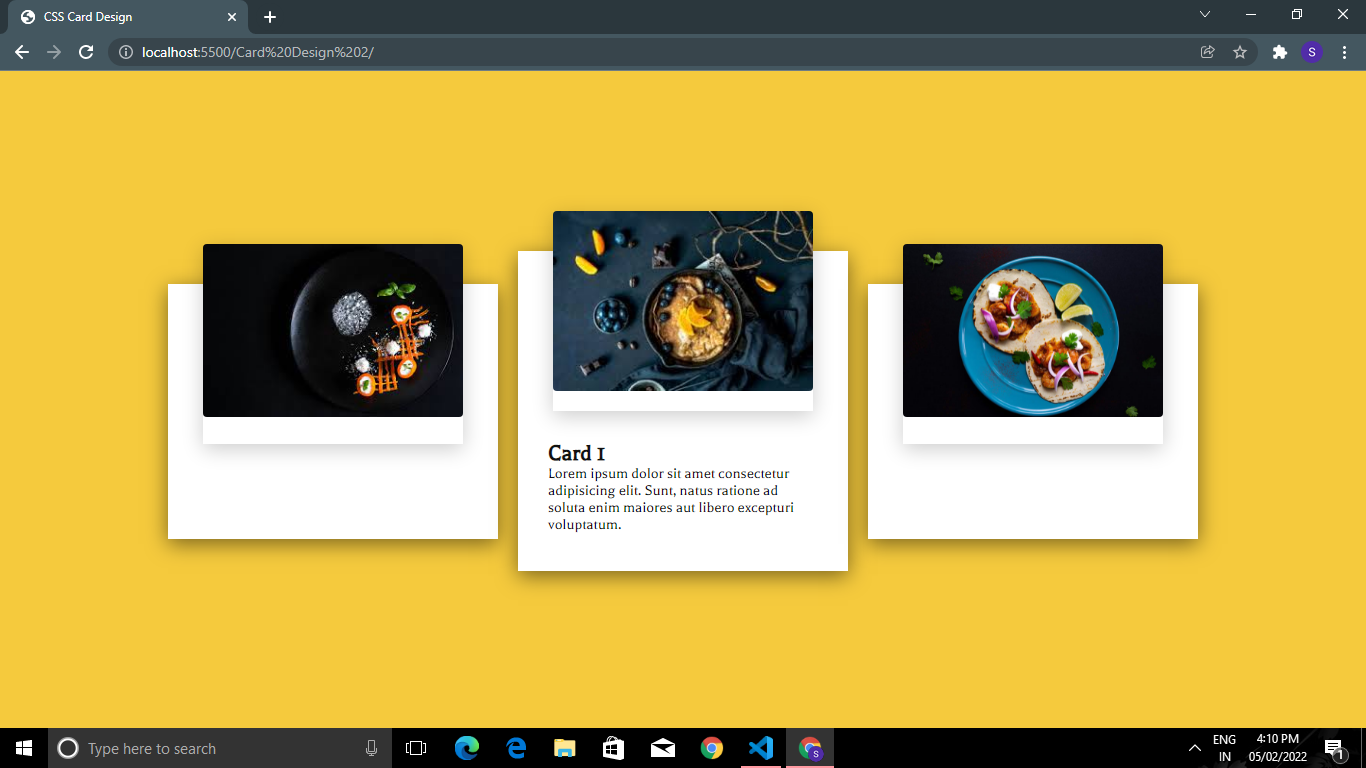 CSS Card Design
localhost:5500/Card%20Design%202/
S
Card 1
Lorem ipsum dolor sit amet consectetur
adipisicing elit. Sunt, natus ratione ad
soluta enim maiores aut libero excepturi
voluptatum.
Type here to search
S
ENG
IN
4:10 PM
05/02/2022
1